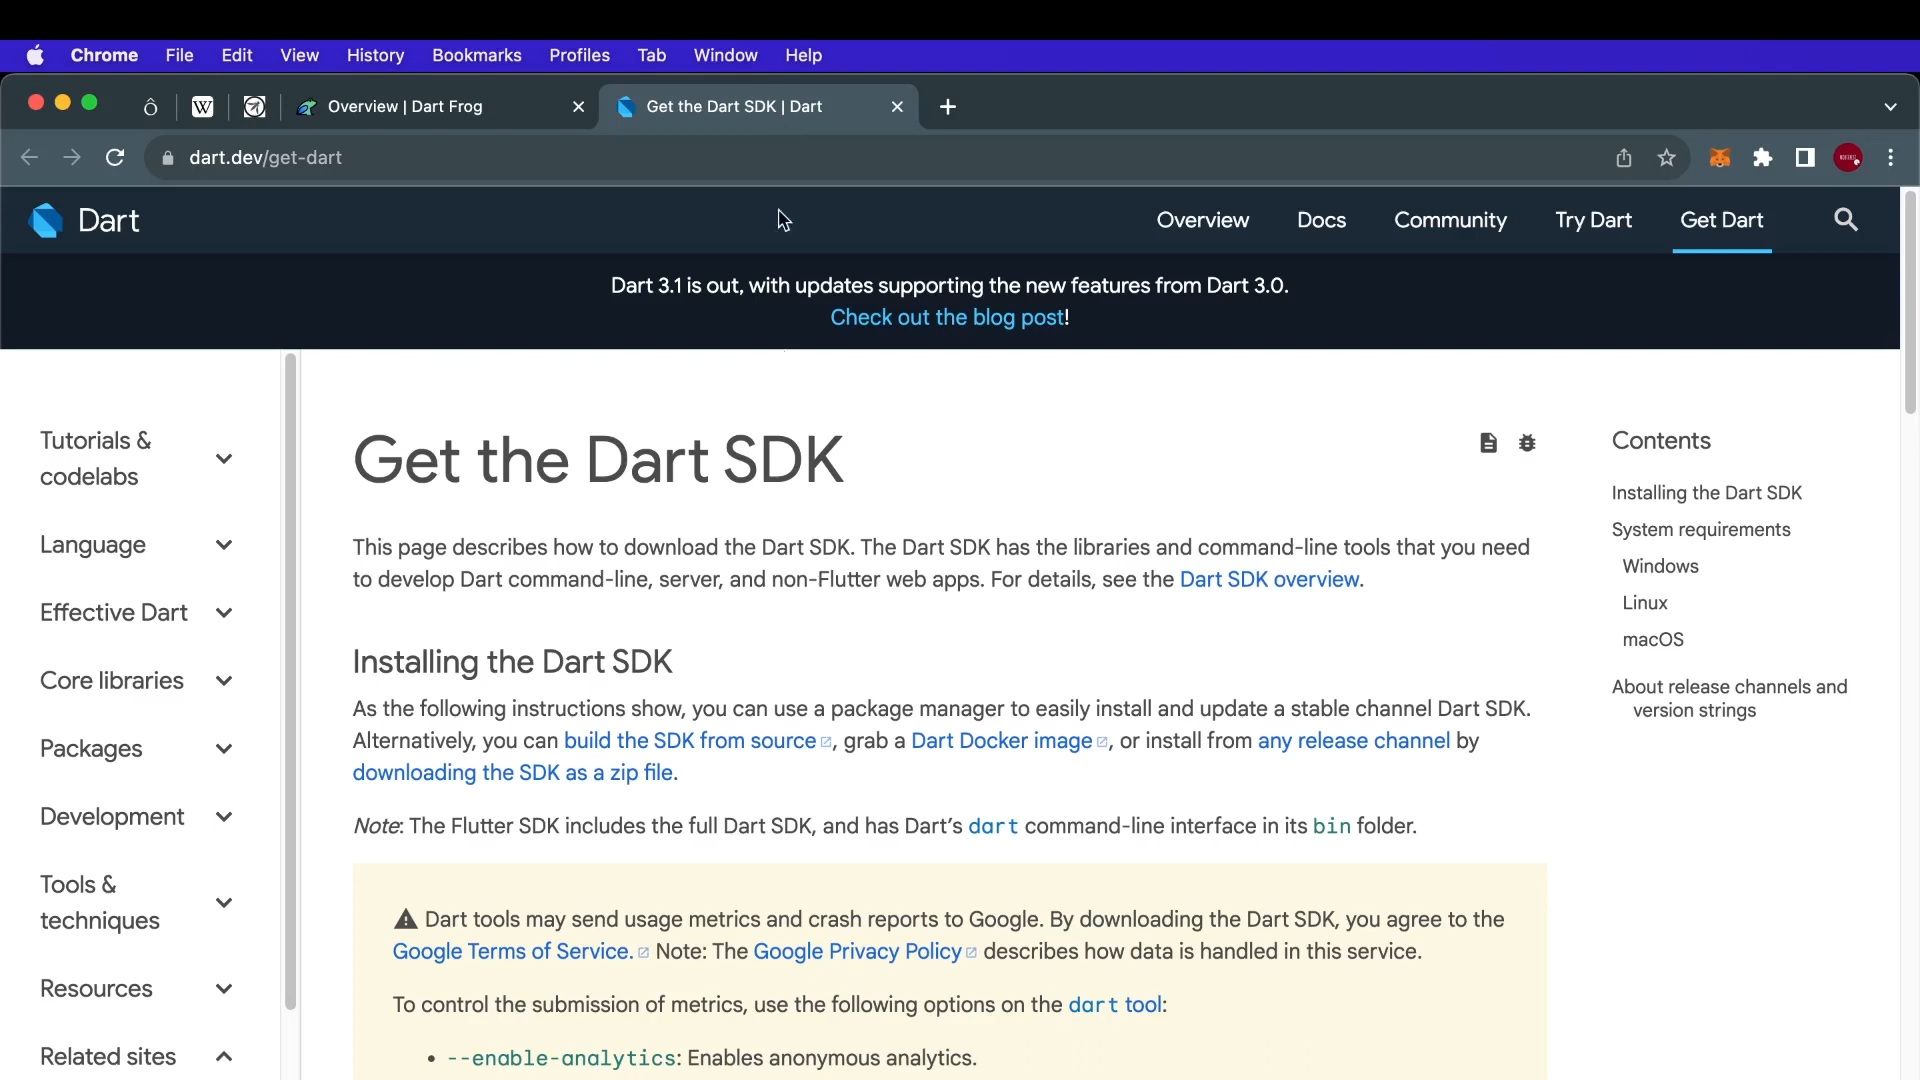 Chrome File Edit View History Bookmarks Profiles Tab Window Help
W Overview | Dart Frog Get the Dart SDK | Dart
dart.dev/get-dart
Dart Overview Docs Community Try Dart Get Dart
Dart 3.1 is out, with updates supporting the new features from Dart 3.0.
Check out the blog post!
Tutorials &
codelabs
Language
Effective Dart
Core libraries
Packages
Development
Tools &
techniques
Resources
Related sites
Get the Dart SDK
This page describes how to download the Dart SDK. The Dart SDK has the libraries and command-line tools that you need
to develop Dart command-line, server, and non-Flutter web apps. For details, see the Dart SDK overview.
Installing the Dart SDK
As the following instructions show, you can use a package manager to easily install and update a stable channel Dart SDK.
Alternatively, you can build the SDK from source, grab a Dart Docker image, or install from any release channel by
downloading the SDK as a zip file.
Note: The Flutter SDK includes the full Dart SDK, and has Dart’s dart command-line interface in its bin folder.
Dart tools may send usage metrics and crash reports to Google. By downloading the Dart SDK, you agree to the
Google Terms of Service. Note: The Google Privacy Policy describes how data is handled in this service.
To control the submission of metrics, use the following options on the dart tool:
• --enable-analytics: Enables anonymous analytics.
Contents
Installing the Dart SDK
System requirements
Windows
Linux
macOS
About release channels and
version strings